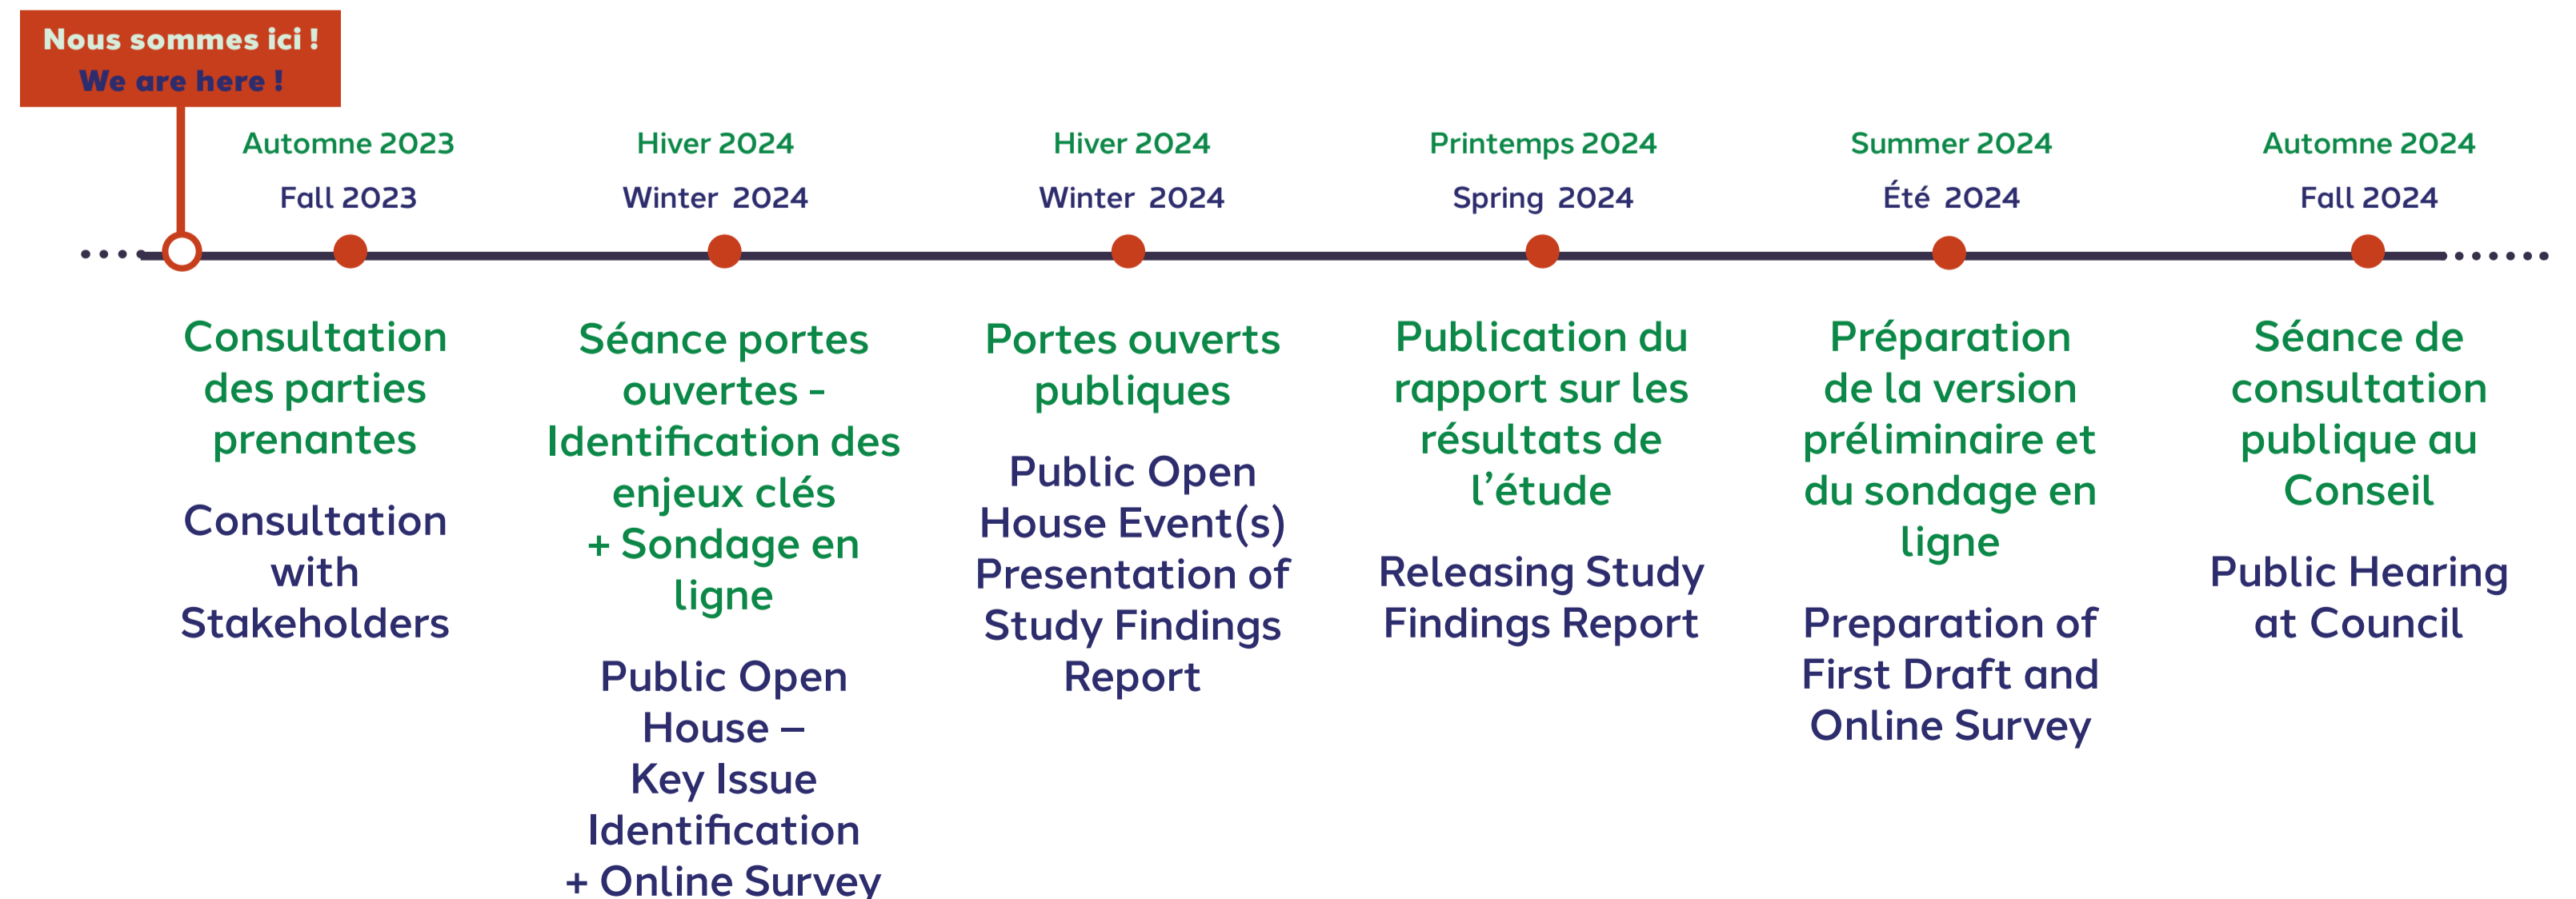 Nous sommes ici !
We are here !
Automne 2023
Fall 2023
Consultation
des parties
prenantes
Consultation
with
Stakeholders
Hiver 2024
Winter 2024
Séance portes
ouvertes -
Identification des
enjeux clés
+ Sondage en
ligne
Public Open
House –
Key Issue
Identification
+ Online Survey
Hiver 2024
Winter 2024
Portes ouverts
publiques
Public Open
House Event(s)
Presentation of
Study Findings
Report
Printemps 2024
Spring 2024
Publication du
rapport sur les
résultats de
l’étude
Releasing Study
Findings Report
Summer 2024
Été 2024
Préparation
de la version
préliminaire et
du sondage en
ligne
Preparation of
First Draft and
Online Survey
Automne 2024
Fall 2024
Séance de
consultation
publique au
Conseil
Public Hearing
at Council